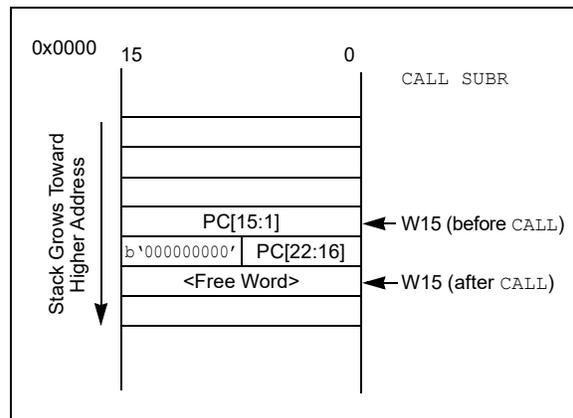 0x0000
15 0
CALL SUBR
Stack Grows Toward
Higher Address
PC[15:1]
W15 (before CALL)
b‘000000000’ PC[22:16]
<Free Word>
W15 (after CALL)